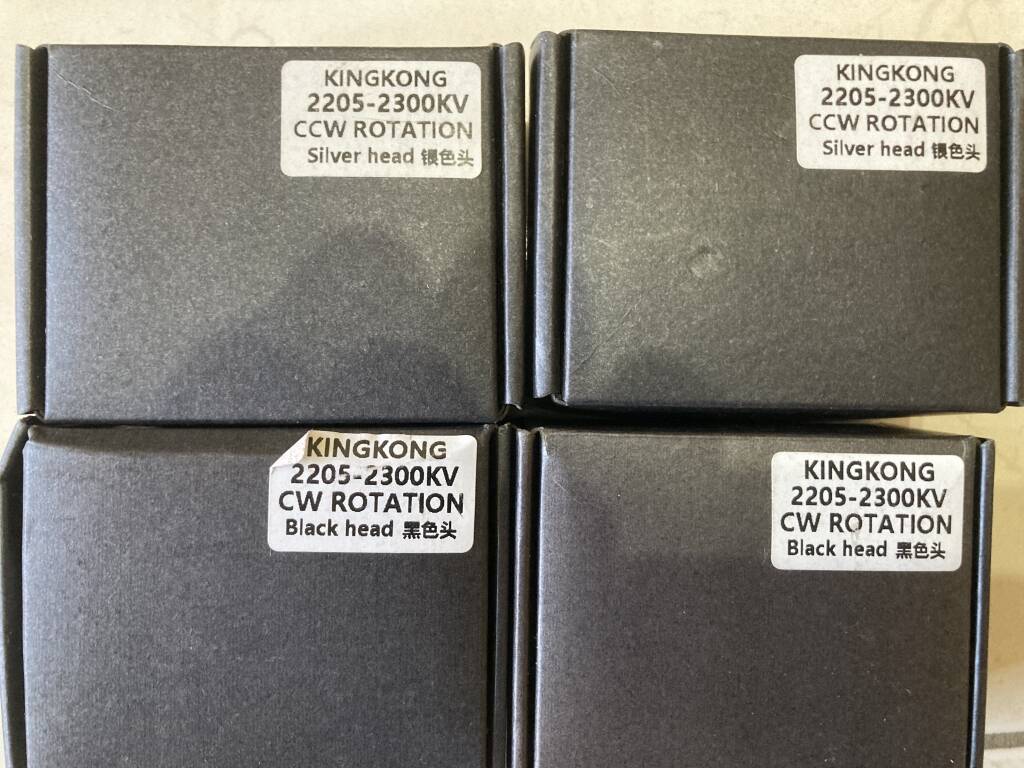 KINGKONG
2205-2300KV
CCW ROTATION
Silver head 银色头
KINGKONG
2205-2300KV
CCW ROTATION
Silver head 银色头
KINGKONG
2205-2300KV
CW ROTATION
Black head 黑色头
KINGKONG
2205-2300KV
CW ROTATION
Black head 黑色头